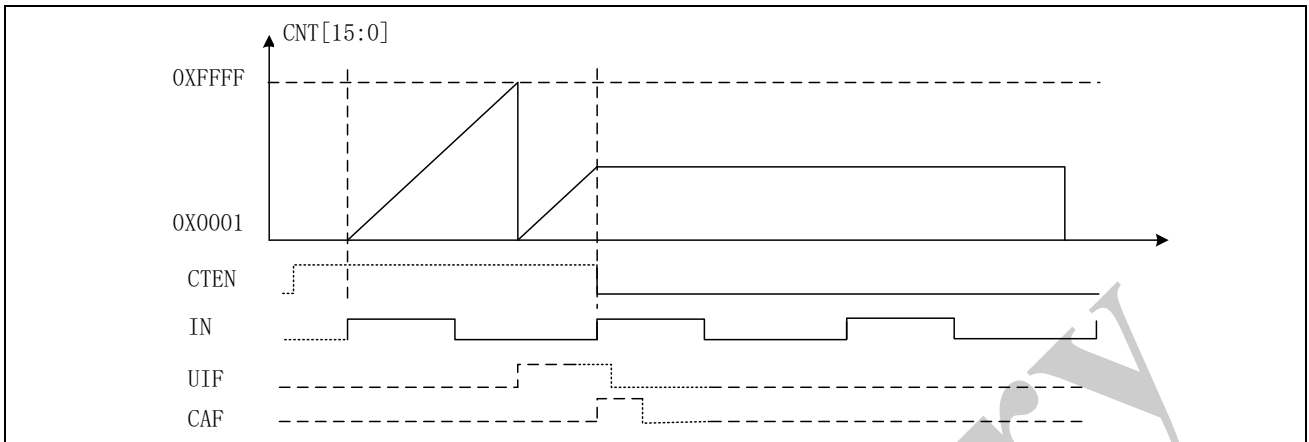 CNT[15:0]
0XFFFF
0X0001
CTEN
IN
UIF
CAF